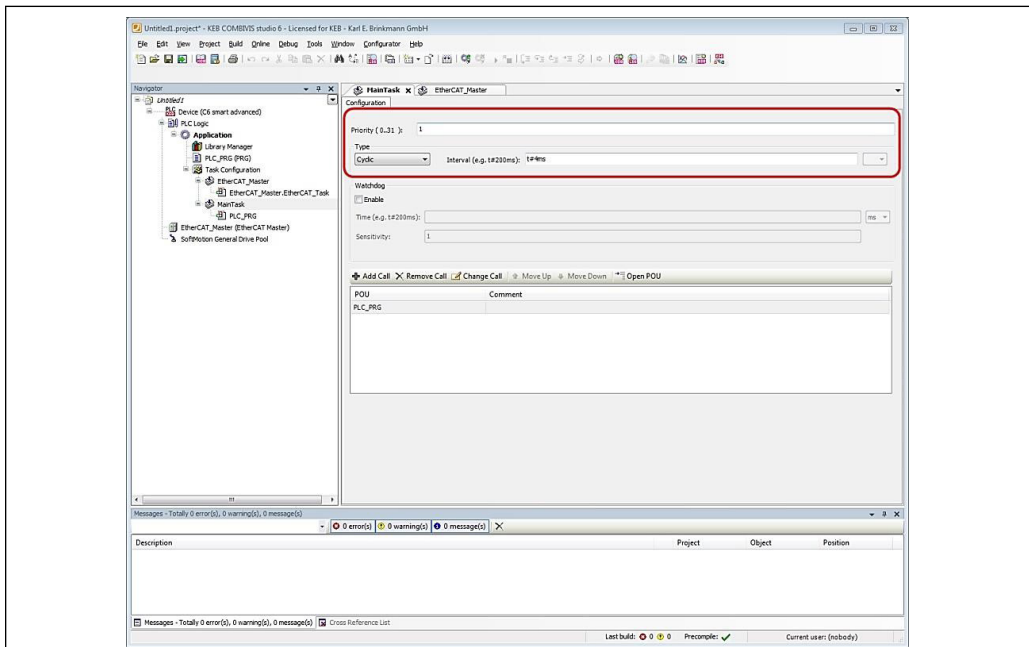 Untitled1.project* - KEB COMBIVIS studio 6 - Licensed for KEB - Karl E. Brinkmann GmbH
File Edit View Project Build Online Debug Tools Window Configurator Help
Navigator
MainTask x EtherCAT_Master
Untitled1
Configuration
Device (C6 smart advanced)
PLC Logic
Priority ( 0..31 ): 1
Application
Library Manager
Type
PLC_PRG (PRG)
Cyclic Interval (e.g. t#200ms): t#4ms
Task Configuration
EtherCAT_Master
Watchdog
EtherCAT_Master.EtherCAT_Task
Enable
MainTask
PLC_PRG
Time (e.g. t#200ms): ms
EtherCAT_Master (EtherCAT Master)
SoftMotion General Drive Pool
Sensitivity: 1
Add Call Remove Call Change Call Move Up Move Down Open POU
POU Comment
PLC_PRG
Messages - Totally 0 error(s), 0 warning(s), 0 message(s)
0 error(s) 0 warning(s) 0 message(s)
Description Project Object Position
Messages - Totally 0 error(s), 0 warning(s), 0 message(s) Cross Reference List
Last build: 0 0 Precompile: Current user: (nobody)